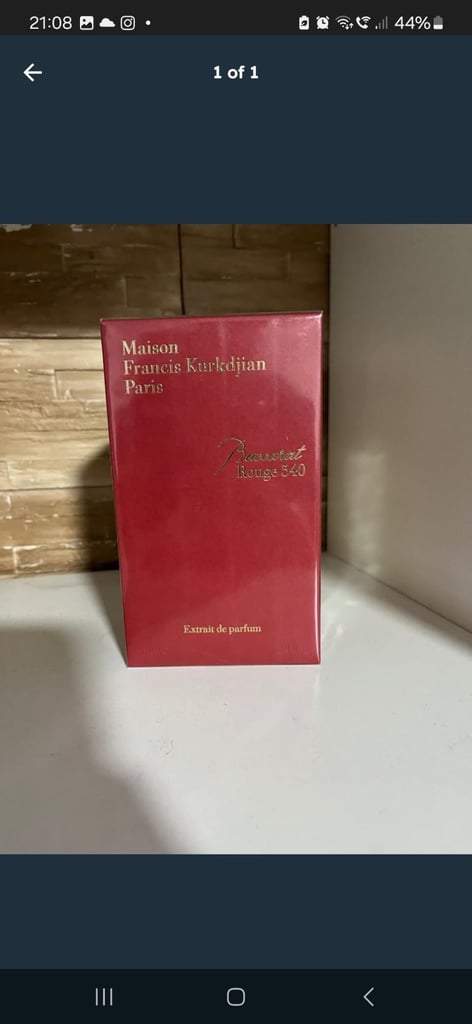 21:08
44%
1 of 1
Maison
Francis Kurkdjian
Paris
Baccarat
Rouge 540
Extrait de parfum